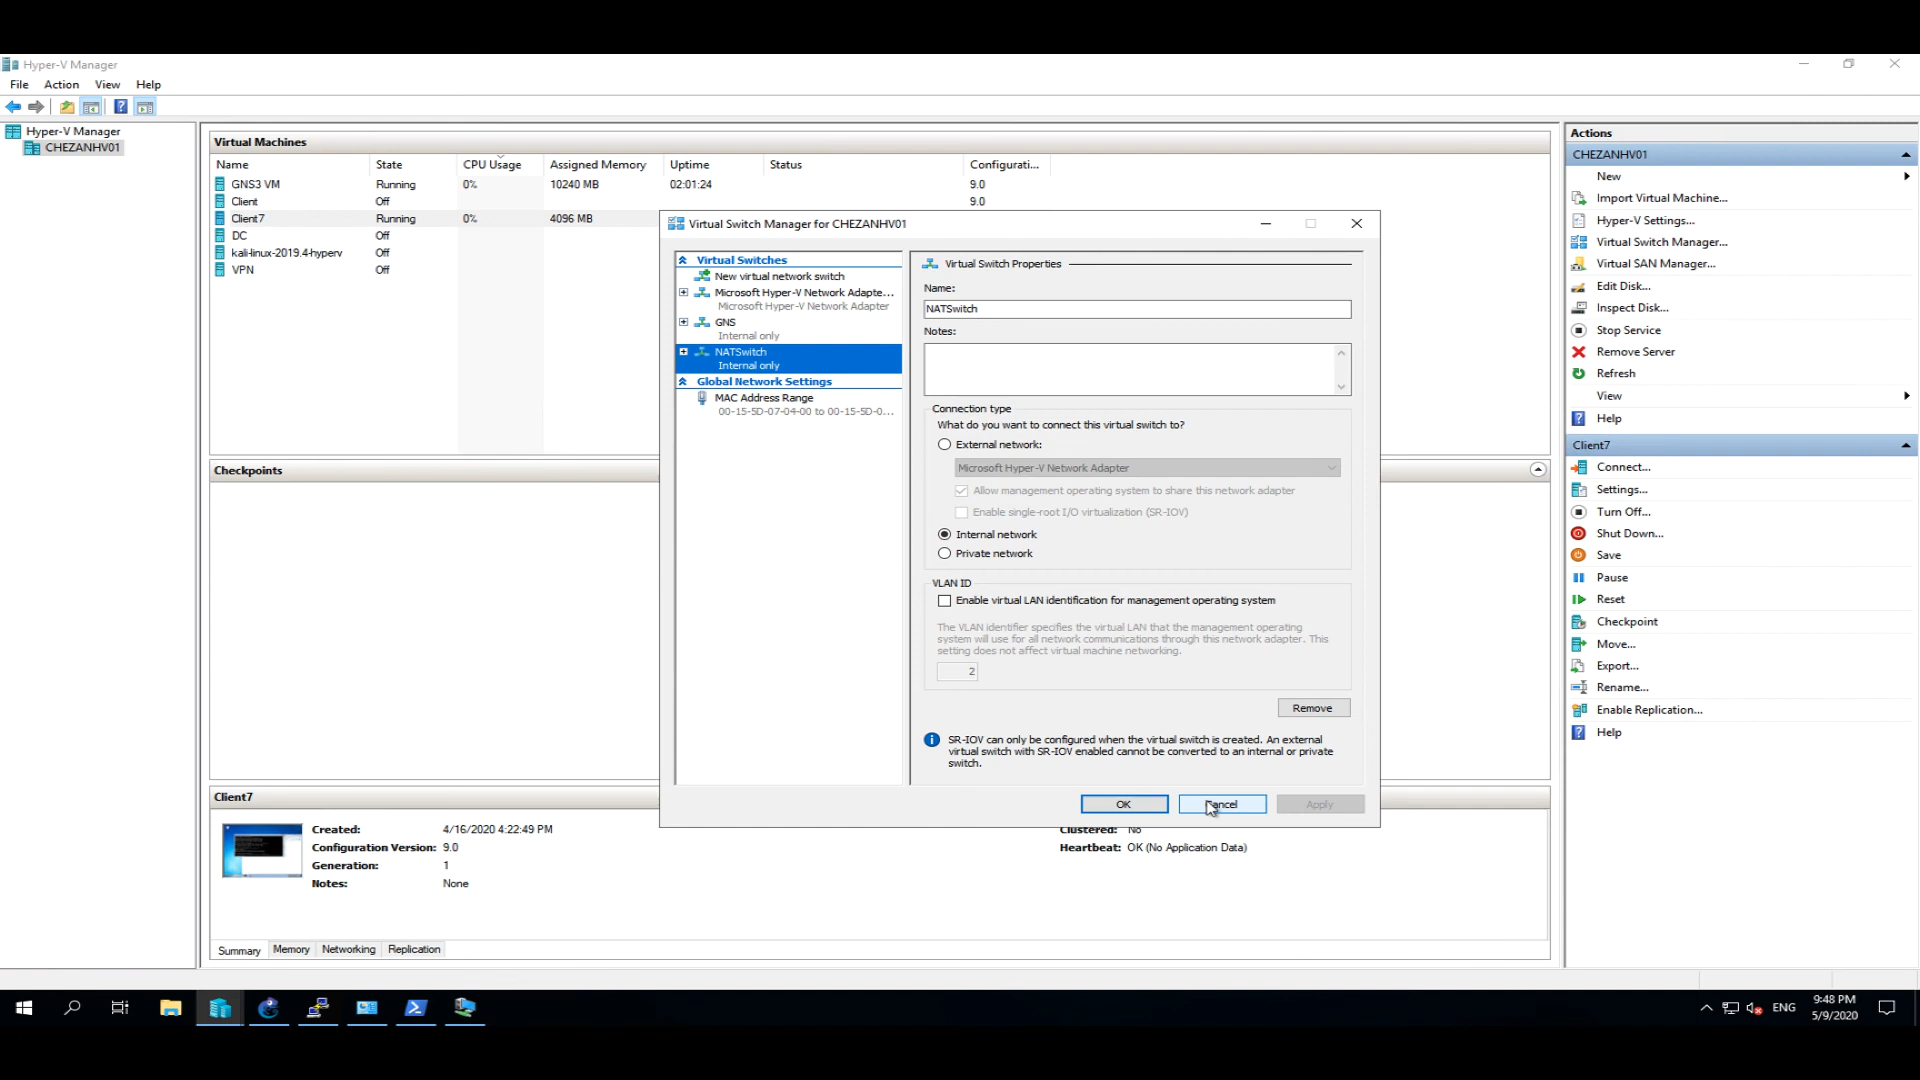 Hyper-V Manager
File Action View Help
Hyper-V Manager
CHEZANHV01
Virtual Machines
Name State CPU Usage Assigned Memory Uptime Status Configurati...
GNS3 VM Running 0% 10240 MB 02:01:24 9.0
Client Off 9.0
Client7 Running 0% 4096 MB
DC Off
kali-linux-2019.4-hyperv Off
VPN Off
Checkpoints
Client7
Created: 4/16/2020 4:22:49 PM
Configuration Version: 9.0
Generation: 1
Notes: None
Clustered: No
Heartbeat: OK (No Application Data)
Summary Memory Networking Replication
Virtual Switch Manager for CHEZANHV01
Virtual Switches
New virtual network switch
Microsoft Hyper-V Network Adapte...
Microsoft Hyper-V Network Adapter
GNS
Internal only
NATSwitch
Internal only
Global Network Settings
MAC Address Range
00-15-5D-07-04-00 to 00-15-5D-0...
Virtual Switch Properties
Name:
NATSwitch
Notes:
Connection type
What do you want to connect this virtual switch to?
External network:
Microsoft Hyper-V Network Adapter
Allow management operating system to share this network adapter
Enable single-root I/O virtualization (SR-IOV)
Internal network
Private network
VLAN ID
Enable virtual LAN identification for management operating system
The VLAN identifier specifies the virtual LAN that the management operating
system will use for all network communications through this network adapter. This
setting does not affect virtual machine networking.
2
Remove
SR-IOV can only be configured when the virtual switch is created. An external
virtual switch with SR-IOV enabled cannot be converted to an internal or private
switch.
OK Cancel Apply
Actions
CHEZANHV01
New
Import Virtual Machine...
Hyper-V Settings...
Virtual Switch Manager...
Virtual SAN Manager...
Edit Disk...
Inspect Disk...
Stop Service
Remove Server
Refresh
View
Help
Client7
Connect...
Settings...
Turn Off...
Shut Down...
Save
Pause
Reset
Checkpoint
Move...
Export...
Rename...
Enable Replication...
Help
ENG
9:48 PM
5/9/2020